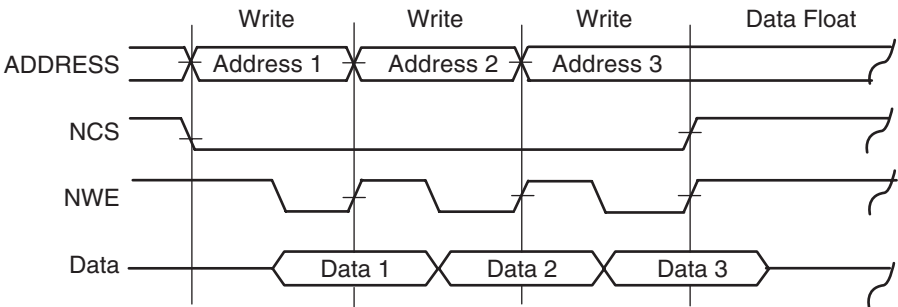 Write Write Write Data Float
ADDRESS Address 1 Address 2 Address 3
NCS
NWE
Data Data 1 Data 2 Data 3